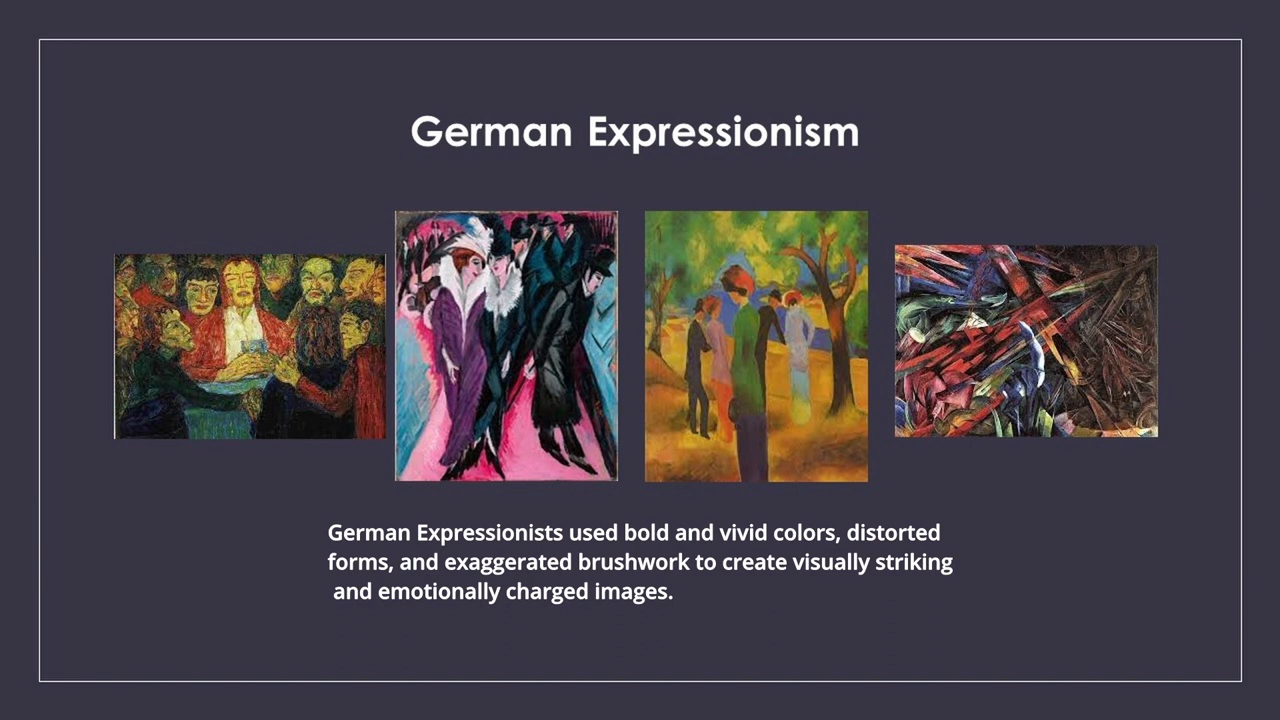 German Expressionism
German Expressionists used bold and vivid colors, distorted
forms, and exaggerated brushwork to create visually striking
and emotionally charged images.